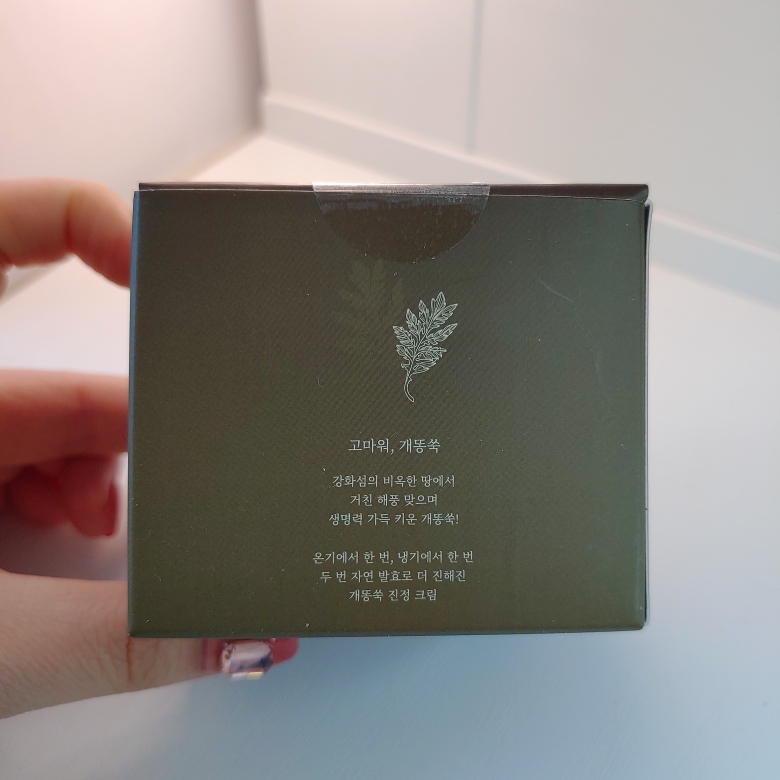 고마워, 개똥쑥
강화섬의 비옥한 땅에서
거친 해풍 맞으며
생명력 가득 키운 개똥쑥!
온기에서 한 번, 냉기에서 한 번
두 번 자연 발효로 더 진해진
개똥쑥 진정 크림